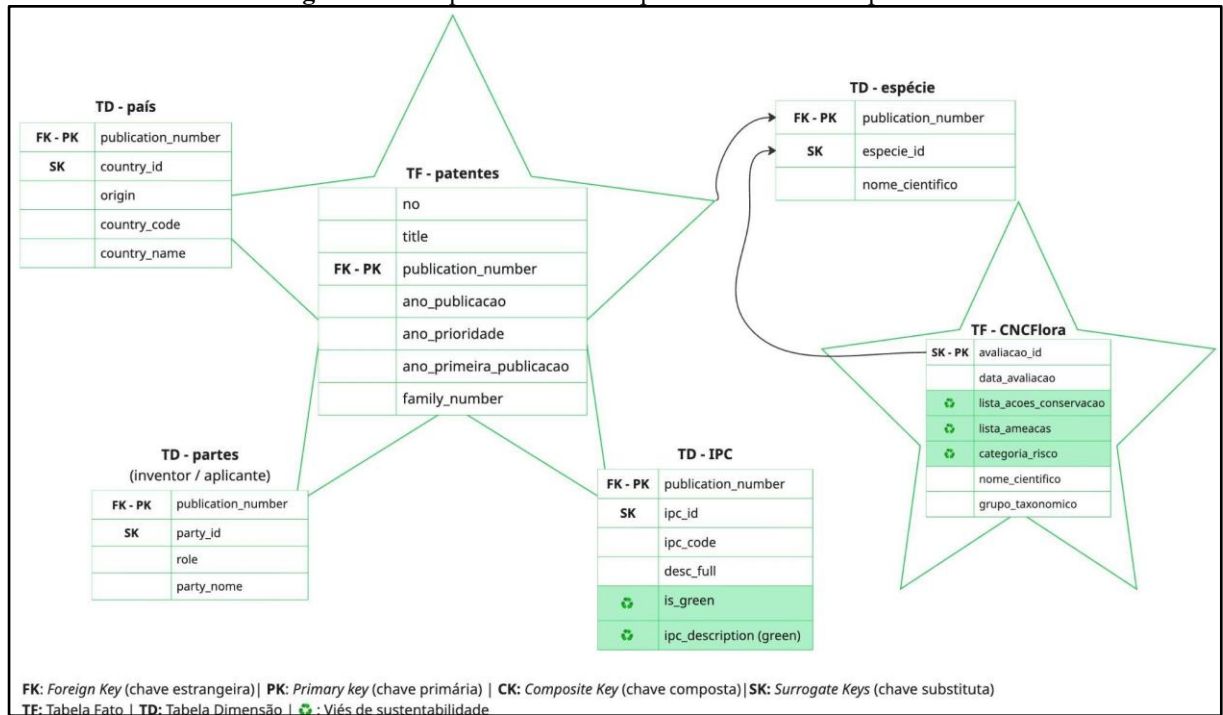 TD - país
FK - PK publication_number
SK country_id
origin
country_code
country_name
TF - patentes
no
title
FK - PK publication_number
ano_publicacao
ano_prioridade
ano_primeira_publicacao
family_number
TD - espécie
FK - PK publication_number
SK especie_id
nome_cientifico
TF - CNCFlora
SK - PK avaliacao_id
data_avaliacao
lista_acoes_conservacao
lista_ameacas
categoria_risco
nome_cientifico
grupo_taxonomico
TD - partes
(inventor / aplicante)
FK - PK publication_number
SK party_id
role
party_nome
TD - IPC
FK - PK publication_number
SK ipc_id
ipc_code
desc_full
is_green
ipc_description (green)
FK: Foreign Key (chave estrangeira)| PK: Primary key (chave primária) | CK: Composite Key (chave composta)|SK: Surrogate Keys (chave substituta)
TF: Tabela Fato | TD: Tabela Dimensão | ♻ : Viés de sustentabilidade